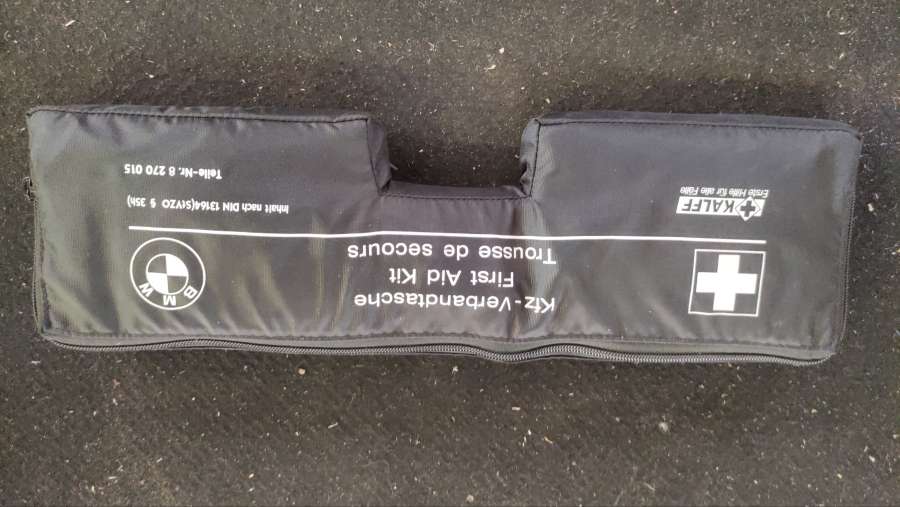 Kfz-Verbandtasche
First Aid Kit
Trousse de secours
BMW
KALFF
Erste Hilfe für alle Fälle
Inhalt nach DIN 13164(StVZO § 35h)
Teile-Nr. 8 270 015